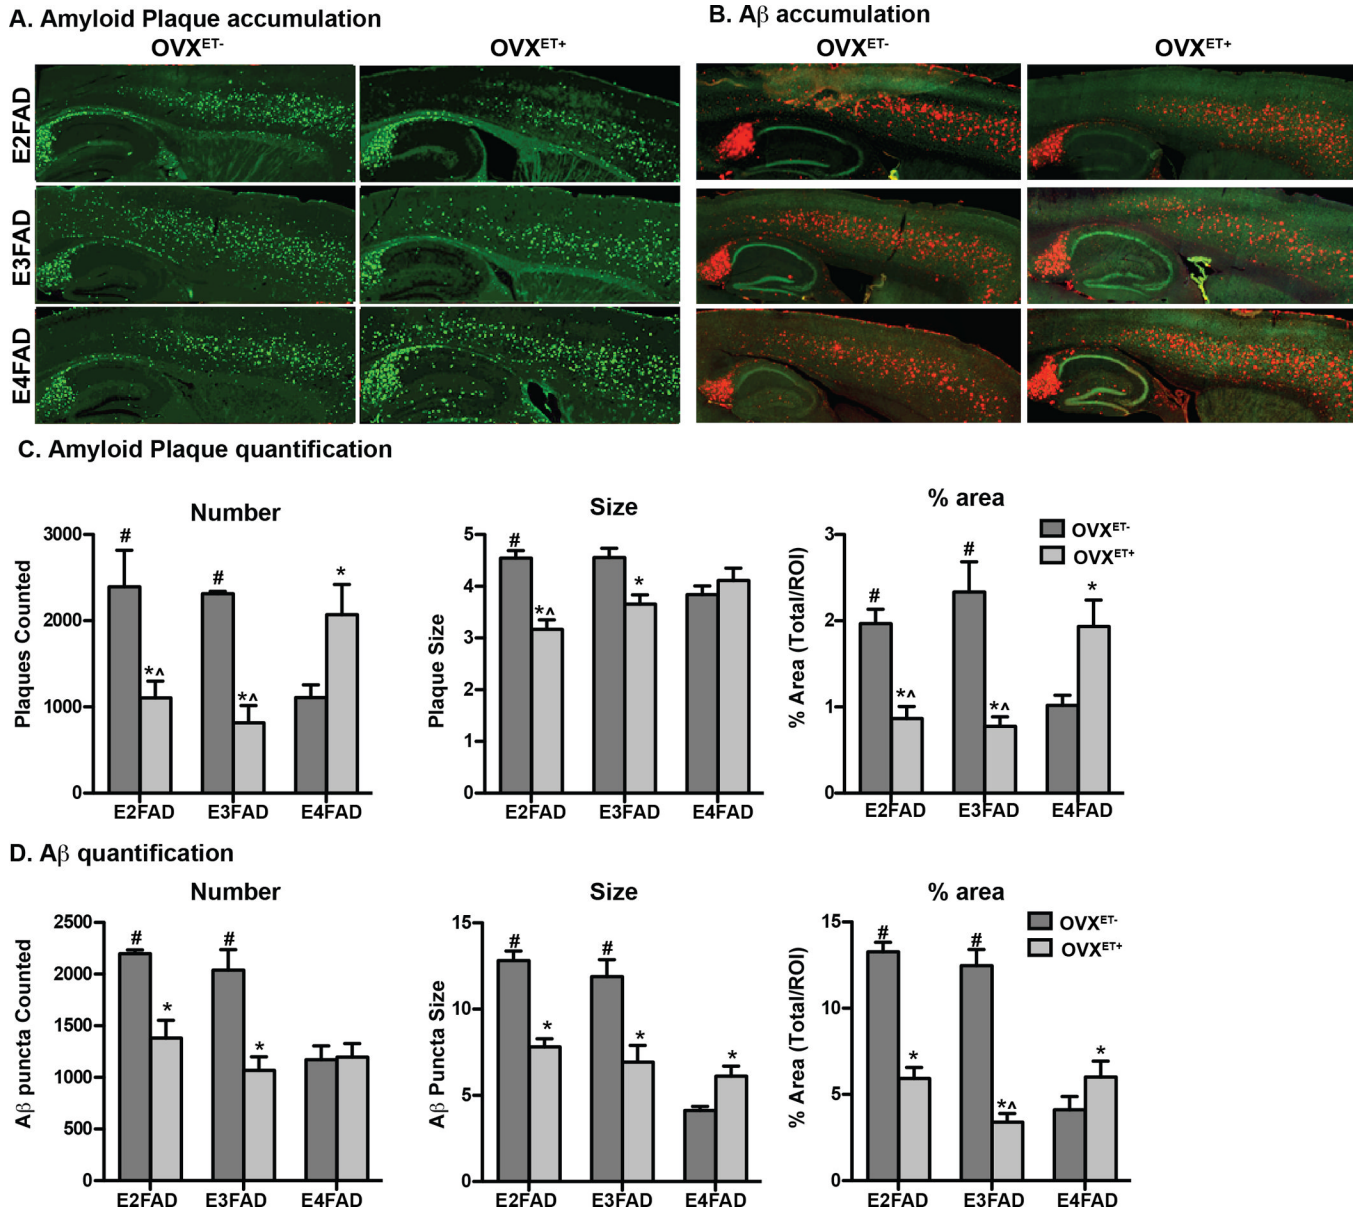 A. Amyloid Plaque accumulation
B. Aβ accumulation
OVXET-
OVXET+
OVXET-
OVXET+
E2FAD
E3FAD
E4FAD
C. Amyloid Plaque quantification
Number
Size
% area
OVXET-
OVXET+
Plaques Counted
3000
2000
1000
0
#
*^
#
*^
*
E2FAD
E3FAD
E4FAD
Plaque Size
5
4
3
2
1
0
#
*^
*
E2FAD
E3FAD
E4FAD
% Area (Total/ROI)
3
2
1
0
#
*^
#
*^
*
E2FAD
E3FAD
E4FAD
D. Aβ quantification
Number
Size
% area
OVXET-
OVXET+
Aβ puncta Counted
2500
2000
1500
1000
500
0
#
*
#
*
E2FAD
E3FAD
E4FAD
Aβ Puncta Size
15
10
5
0
#
*
#
*
*
E2FAD
E3FAD
E4FAD
% Area (Total/ROI)
15
10
5
0
#
*
#
*^
*
E2FAD
E3FAD
E4FAD